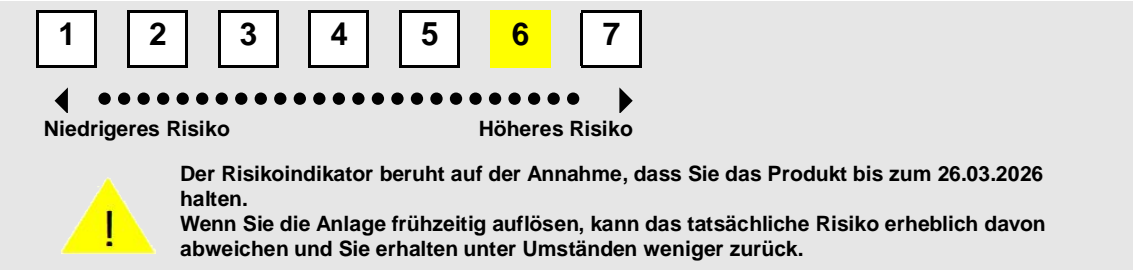 1 2 3 4 5 6 7
Niedrigeres Risiko Höheres Risiko
Der Risikoindikator beruht auf der Annahme, dass Sie das Produkt bis zum 26.03.2026
halten.
Wenn Sie die Anlage frühzeitig auflösen, kann das tatsächliche Risiko erheblich davon
abweichen und Sie erhalten unter Umständen weniger zurück.
!